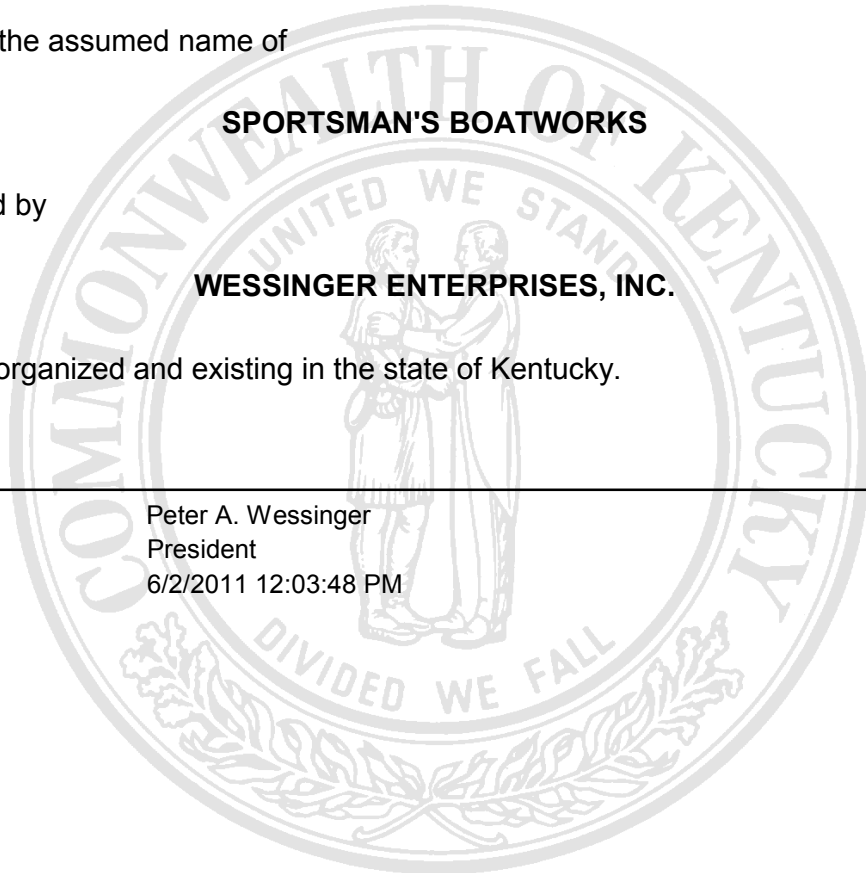 the assumed name of
SPORTSMAN'S BOATWORKS
d by
WESSINGER ENTERPRISES, INC.
organized and existing in the state of Kentucky.
Peter A. Wessinger
President
6/2/2011 12:03:48 PM
COMMONWEALTH OF KENTUCKY
UNITED WE STAND
DIVIDED WE FALL